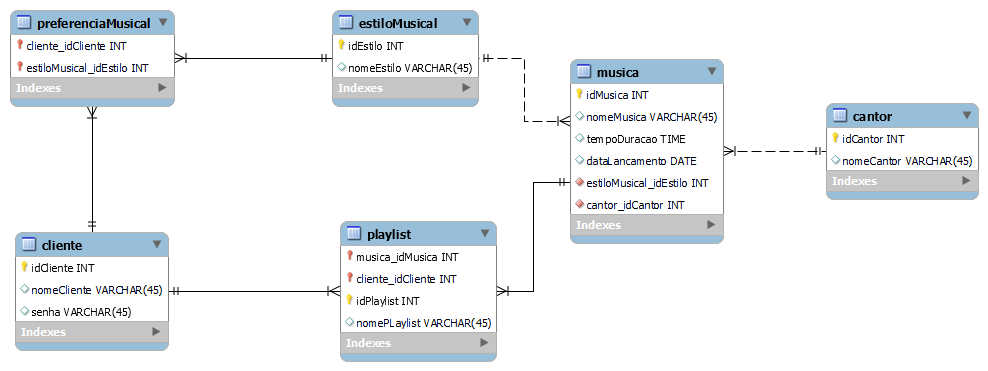 preferenciaMusical
cliente_idCliente INT
estiloMusical_idEstilo INT
Indexes
estiloMusical
idEstilo INT
nomeEstilo VARCHAR(45)
Indexes
musica
idMusica INT
nomeMusica VARCHAR(45)
tempoDuracao TIME
dataLancamento DATE
estiloMusical_idEstilo INT
cantor_idCantor INT
Indexes
cantor
idCantor INT
nomeCantor VARCHAR(45)
Indexes
cliente
idCliente INT
nomeCliente VARCHAR(45)
senha VARCHAR(45)
Indexes
playlist
musica_idMusica INT
cliente_idCliente INT
idPlaylist INT
nomePLaylist VARCHAR(45)
Indexes